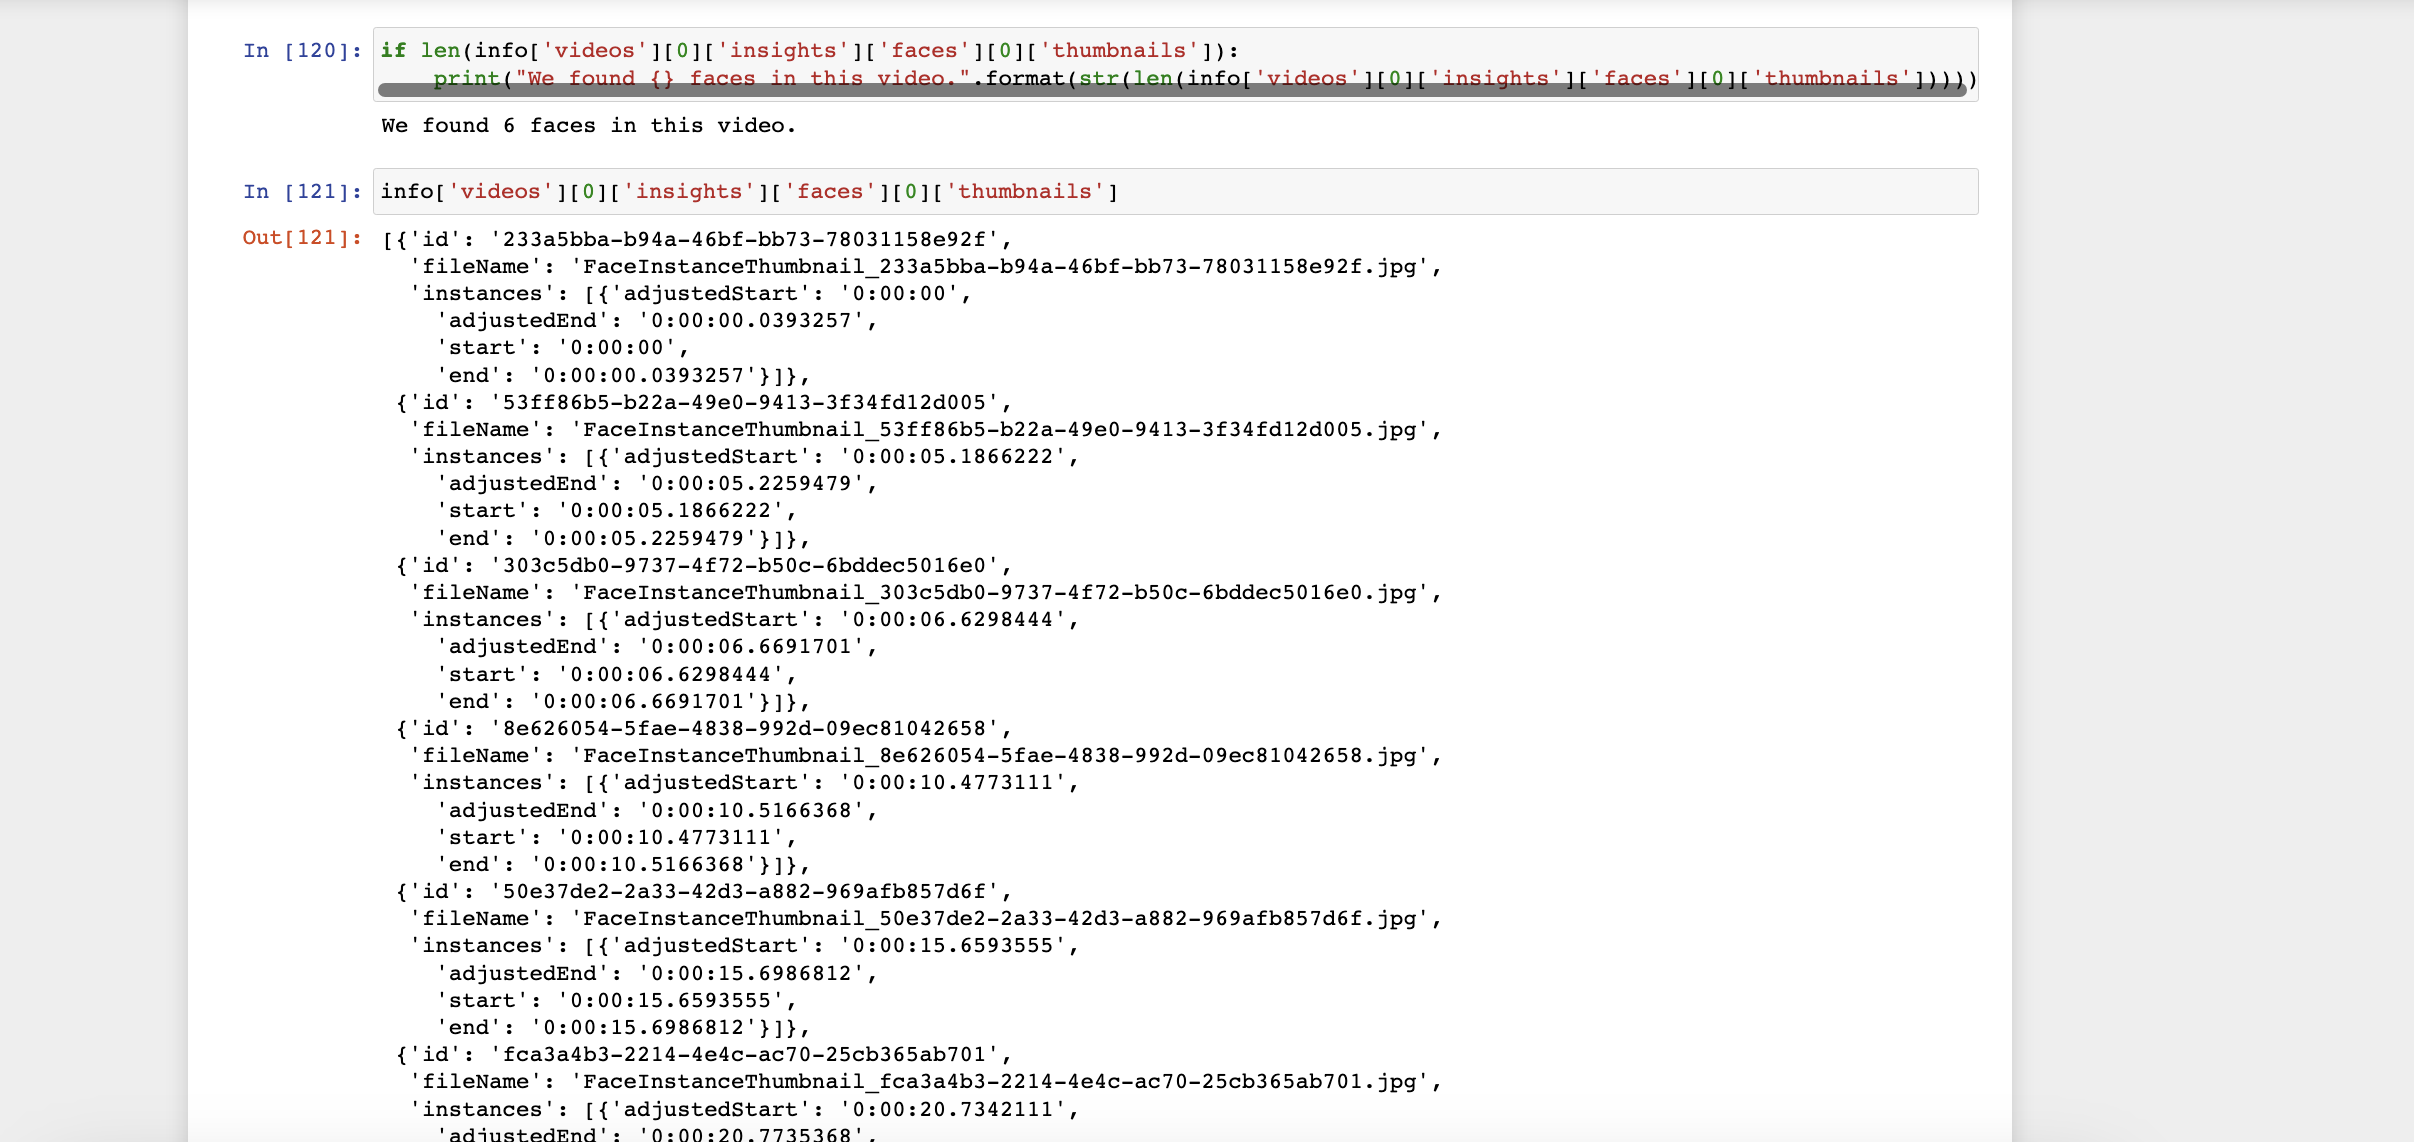 In [120]: if len(info['videos'][0]['insights']['faces'][0]['thumbnails']):
print("We found {} faces in this video.".format(str(len(info['videos'][0]['insights']['faces'][0]['thumbnails']))))
We found 6 faces in this video.
In [121]: info['videos'][0]['insights']['faces'][0]['thumbnails']
Out[121]: [{'id': '233a5bba-b94a-46bf-bb73-78031158e92f',
'fileName': 'FaceInstanceThumbnail_233a5bba-b94a-46bf-bb73-78031158e92f.jpg',
'instances': [{'adjustedStart': '0:00:00',
'adjustedEnd': '0:00:00.0393257',
'start': '0:00:00',
'end': '0:00:00.0393257'}]},
{'id': '53ff86b5-b22a-49e0-9413-3f34fd12d005',
'fileName': 'FaceInstanceThumbnail_53ff86b5-b22a-49e0-9413-3f34fd12d005.jpg',
'instances': [{'adjustedStart': '0:00:05.1866222',
'adjustedEnd': '0:00:05.2259479',
'start': '0:00:05.1866222',
'end': '0:00:05.2259479'}]},
{'id': '303c5db0-9737-4f72-b50c-6bddec5016e0',
'fileName': 'FaceInstanceThumbnail_303c5db0-9737-4f72-b50c-6bddec5016e0.jpg',
'instances': [{'adjustedStart': '0:00:06.6298444',
'adjustedEnd': '0:00:06.6691701',
'start': '0:00:06.6298444',
'end': '0:00:06.6691701'}]},
{'id': '8e626054-5fae-4838-992d-09ec81042658',
'fileName': 'FaceInstanceThumbnail_8e626054-5fae-4838-992d-09ec81042658.jpg',
'instances': [{'adjustedStart': '0:00:10.4773111',
'adjustedEnd': '0:00:10.5166368',
'start': '0:00:10.4773111',
'end': '0:00:10.5166368'}]},
{'id': '50e37de2-2a33-42d3-a882-969afb857d6f',
'fileName': 'FaceInstanceThumbnail_50e37de2-2a33-42d3-a882-969afb857d6f.jpg',
'instances': [{'adjustedStart': '0:00:15.6593555',
'adjustedEnd': '0:00:15.6986812',
'start': '0:00:15.6593555',
'end': '0:00:15.6986812'}]},
{'id': 'fca3a4b3-2214-4e4c-ac70-25cb365ab701',
'fileName': 'FaceInstanceThumbnail_fca3a4b3-2214-4e4c-ac70-25cb365ab701.jpg',
'instances': [{'adjustedStart': '0:00:20.7342111',
'adjustedEnd': '0:00:20.7735368',